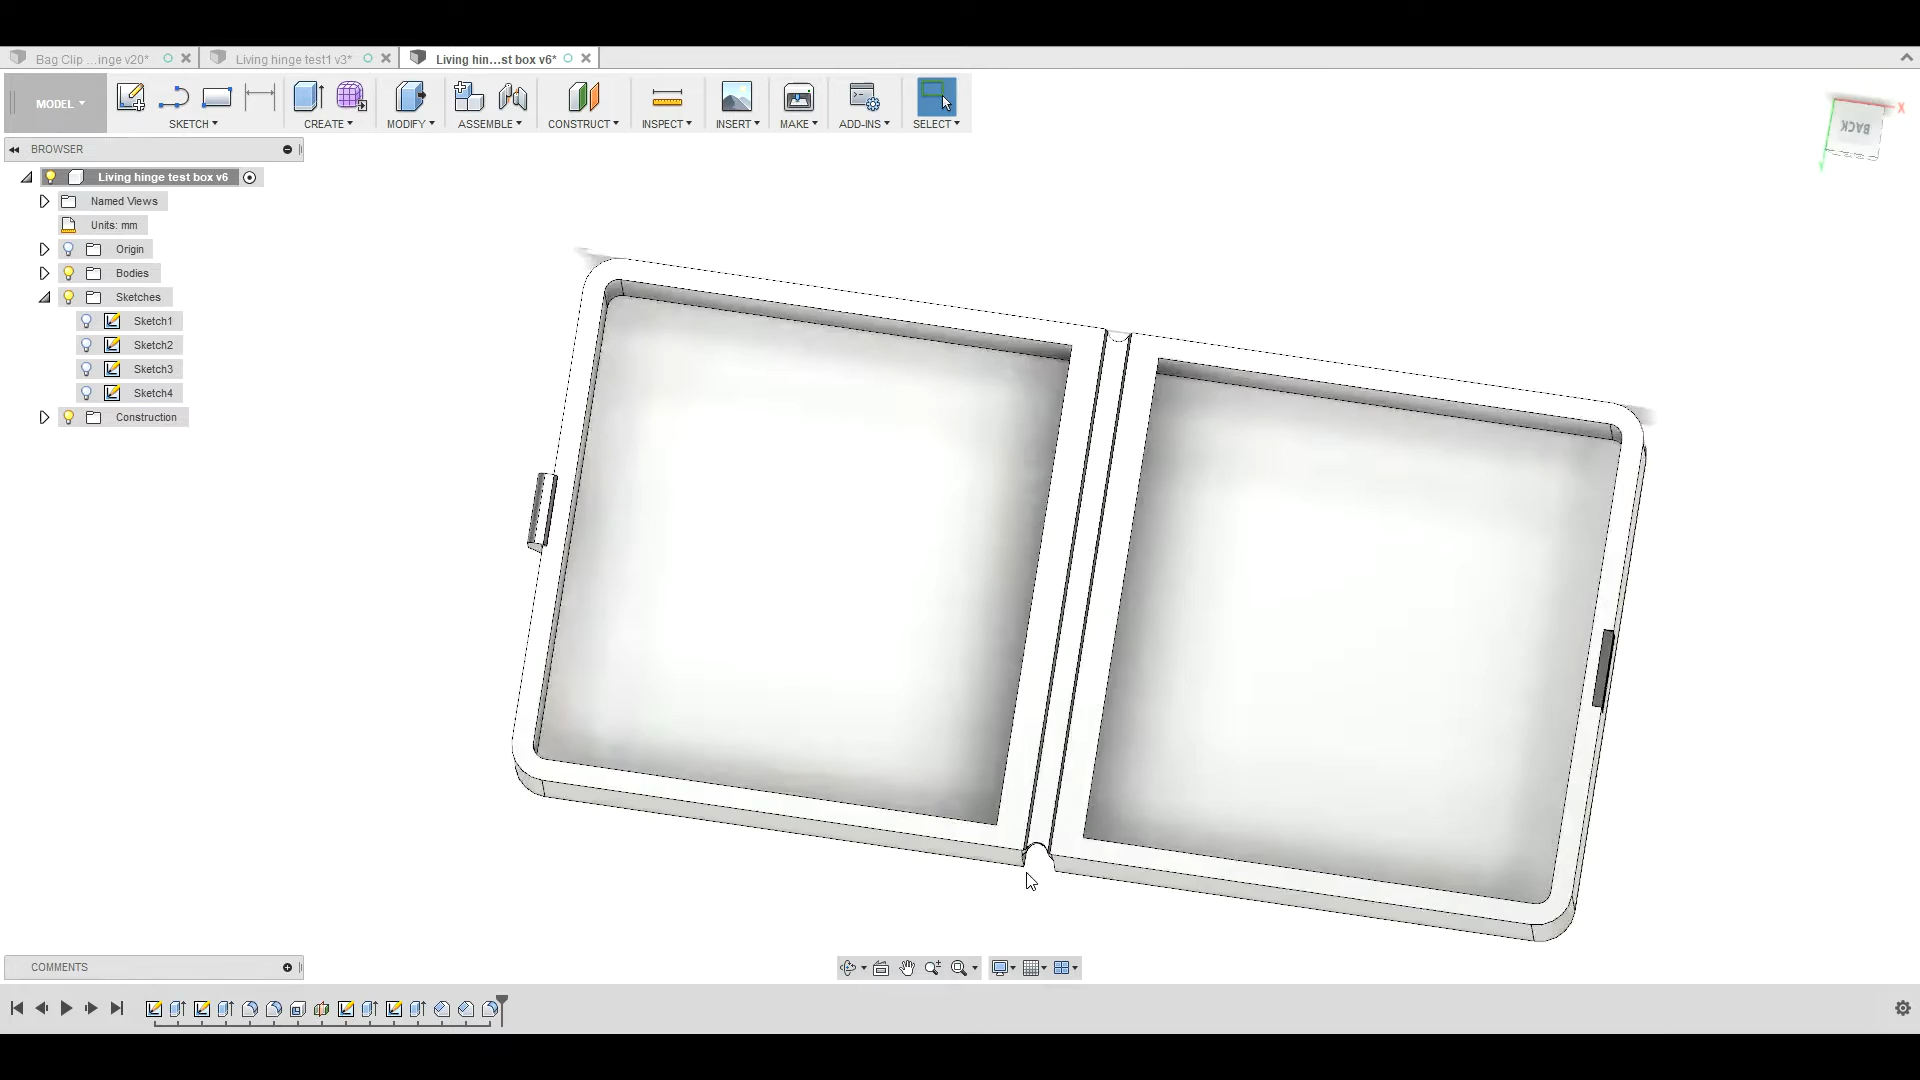 Bag Clip ...inge v20*
Living hinge test1 v3*
Living hin...st box v6*
MODEL
SKETCH
CREATE
MODIFY
ASSEMBLE
CONSTRUCT
INSPECT
INSERT
MAKE
ADD-INS
SELECT
X
BACK
BROWSER
Living hinge test box v6
Named Views
Units: mm
Origin
Bodies
Sketches
Sketch1
Sketch2
Sketch3
Sketch4
Construction
COMMENTS